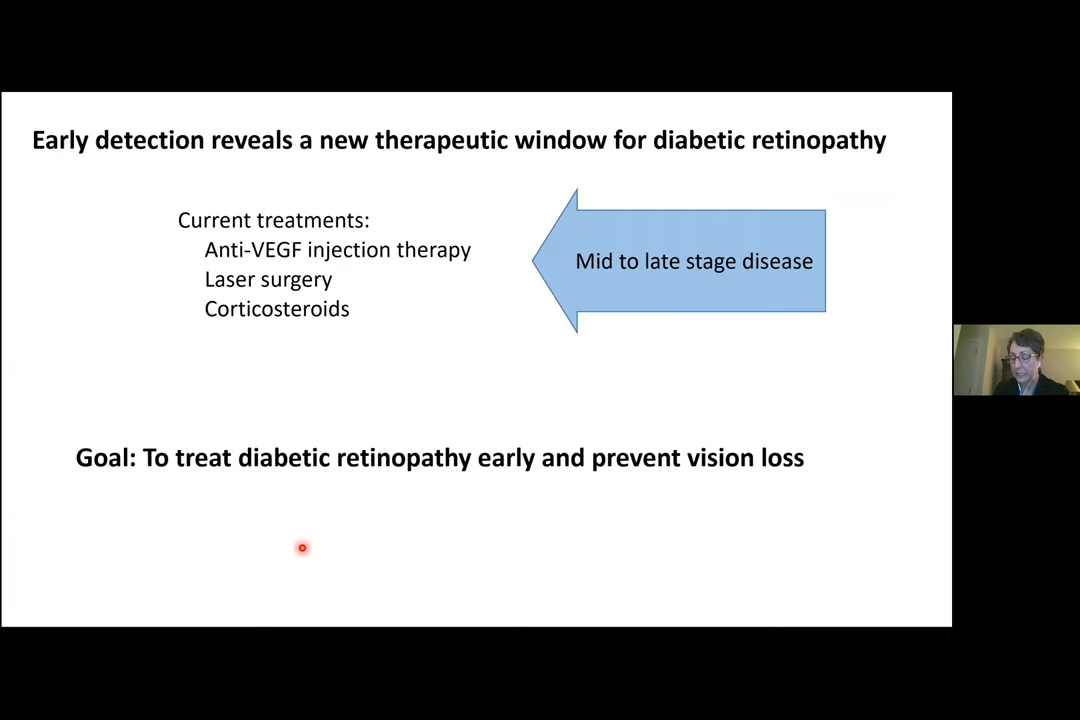 Early detection reveals a new therapeutic window for diabetic retinopathy
Current treatments:
Anti-VEGF injection therapy
Laser surgery
Corticosteroids
Mid to late stage disease
Goal: To treat diabetic retinopathy early and prevent vision loss